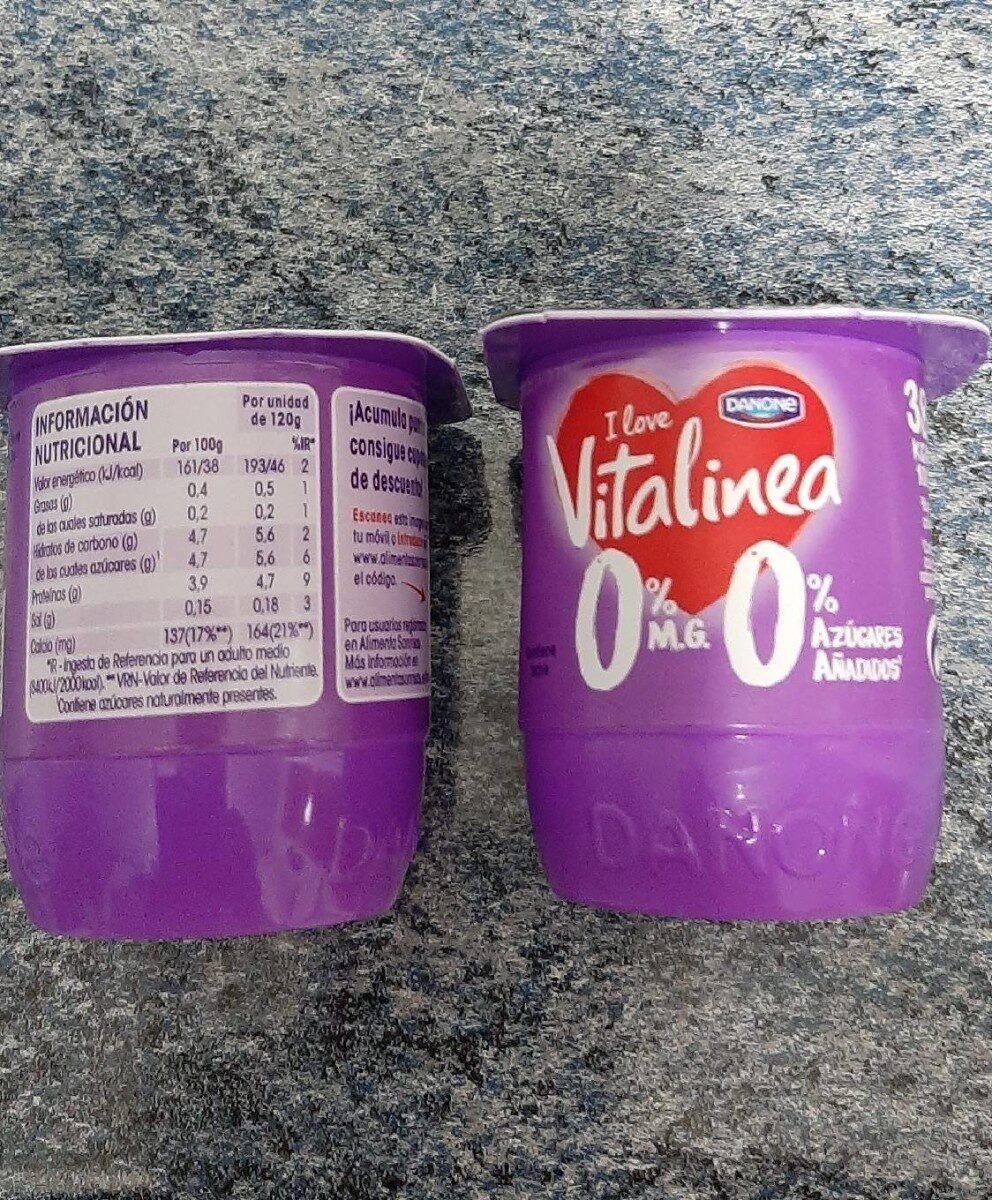 INFORMACIÓN
NUTRICIONAL
Por 100g
Por unidad
de 120g
%IR*
Valor energético (kJ/kcal) 161/38 193/46 2
Grasas (g) 0,4 0,5 1
de las cuales saturadas (g) 0,2 0,2 1
Hidratos de carbono (g) 4,7 5,6 2
de los cuales azúcares (g)¹ 4,7 5,6 6
Proteínas (g) 3,9 4,7 9
Sal (g) 0,15 0,18 3
Calcio (mg) 137(17%**) 164(21%**)
*IR - Ingesta de Referencia para un adulto medio
(8400kJ/2000kcal). ** VRN-Valor de Referencia del Nutriente.
¹Contiene azúcares naturalmente presentes.
¡Acumula
consigue
de descuento
Escanea esta
tu móvil o
el código.
Para usuarios
en Alimenta Sonrisas
Más información en
I love
DANONE
Vitalinea
0% M.G.
0% AZÚCARES
AÑADIDOS¹
DANONE